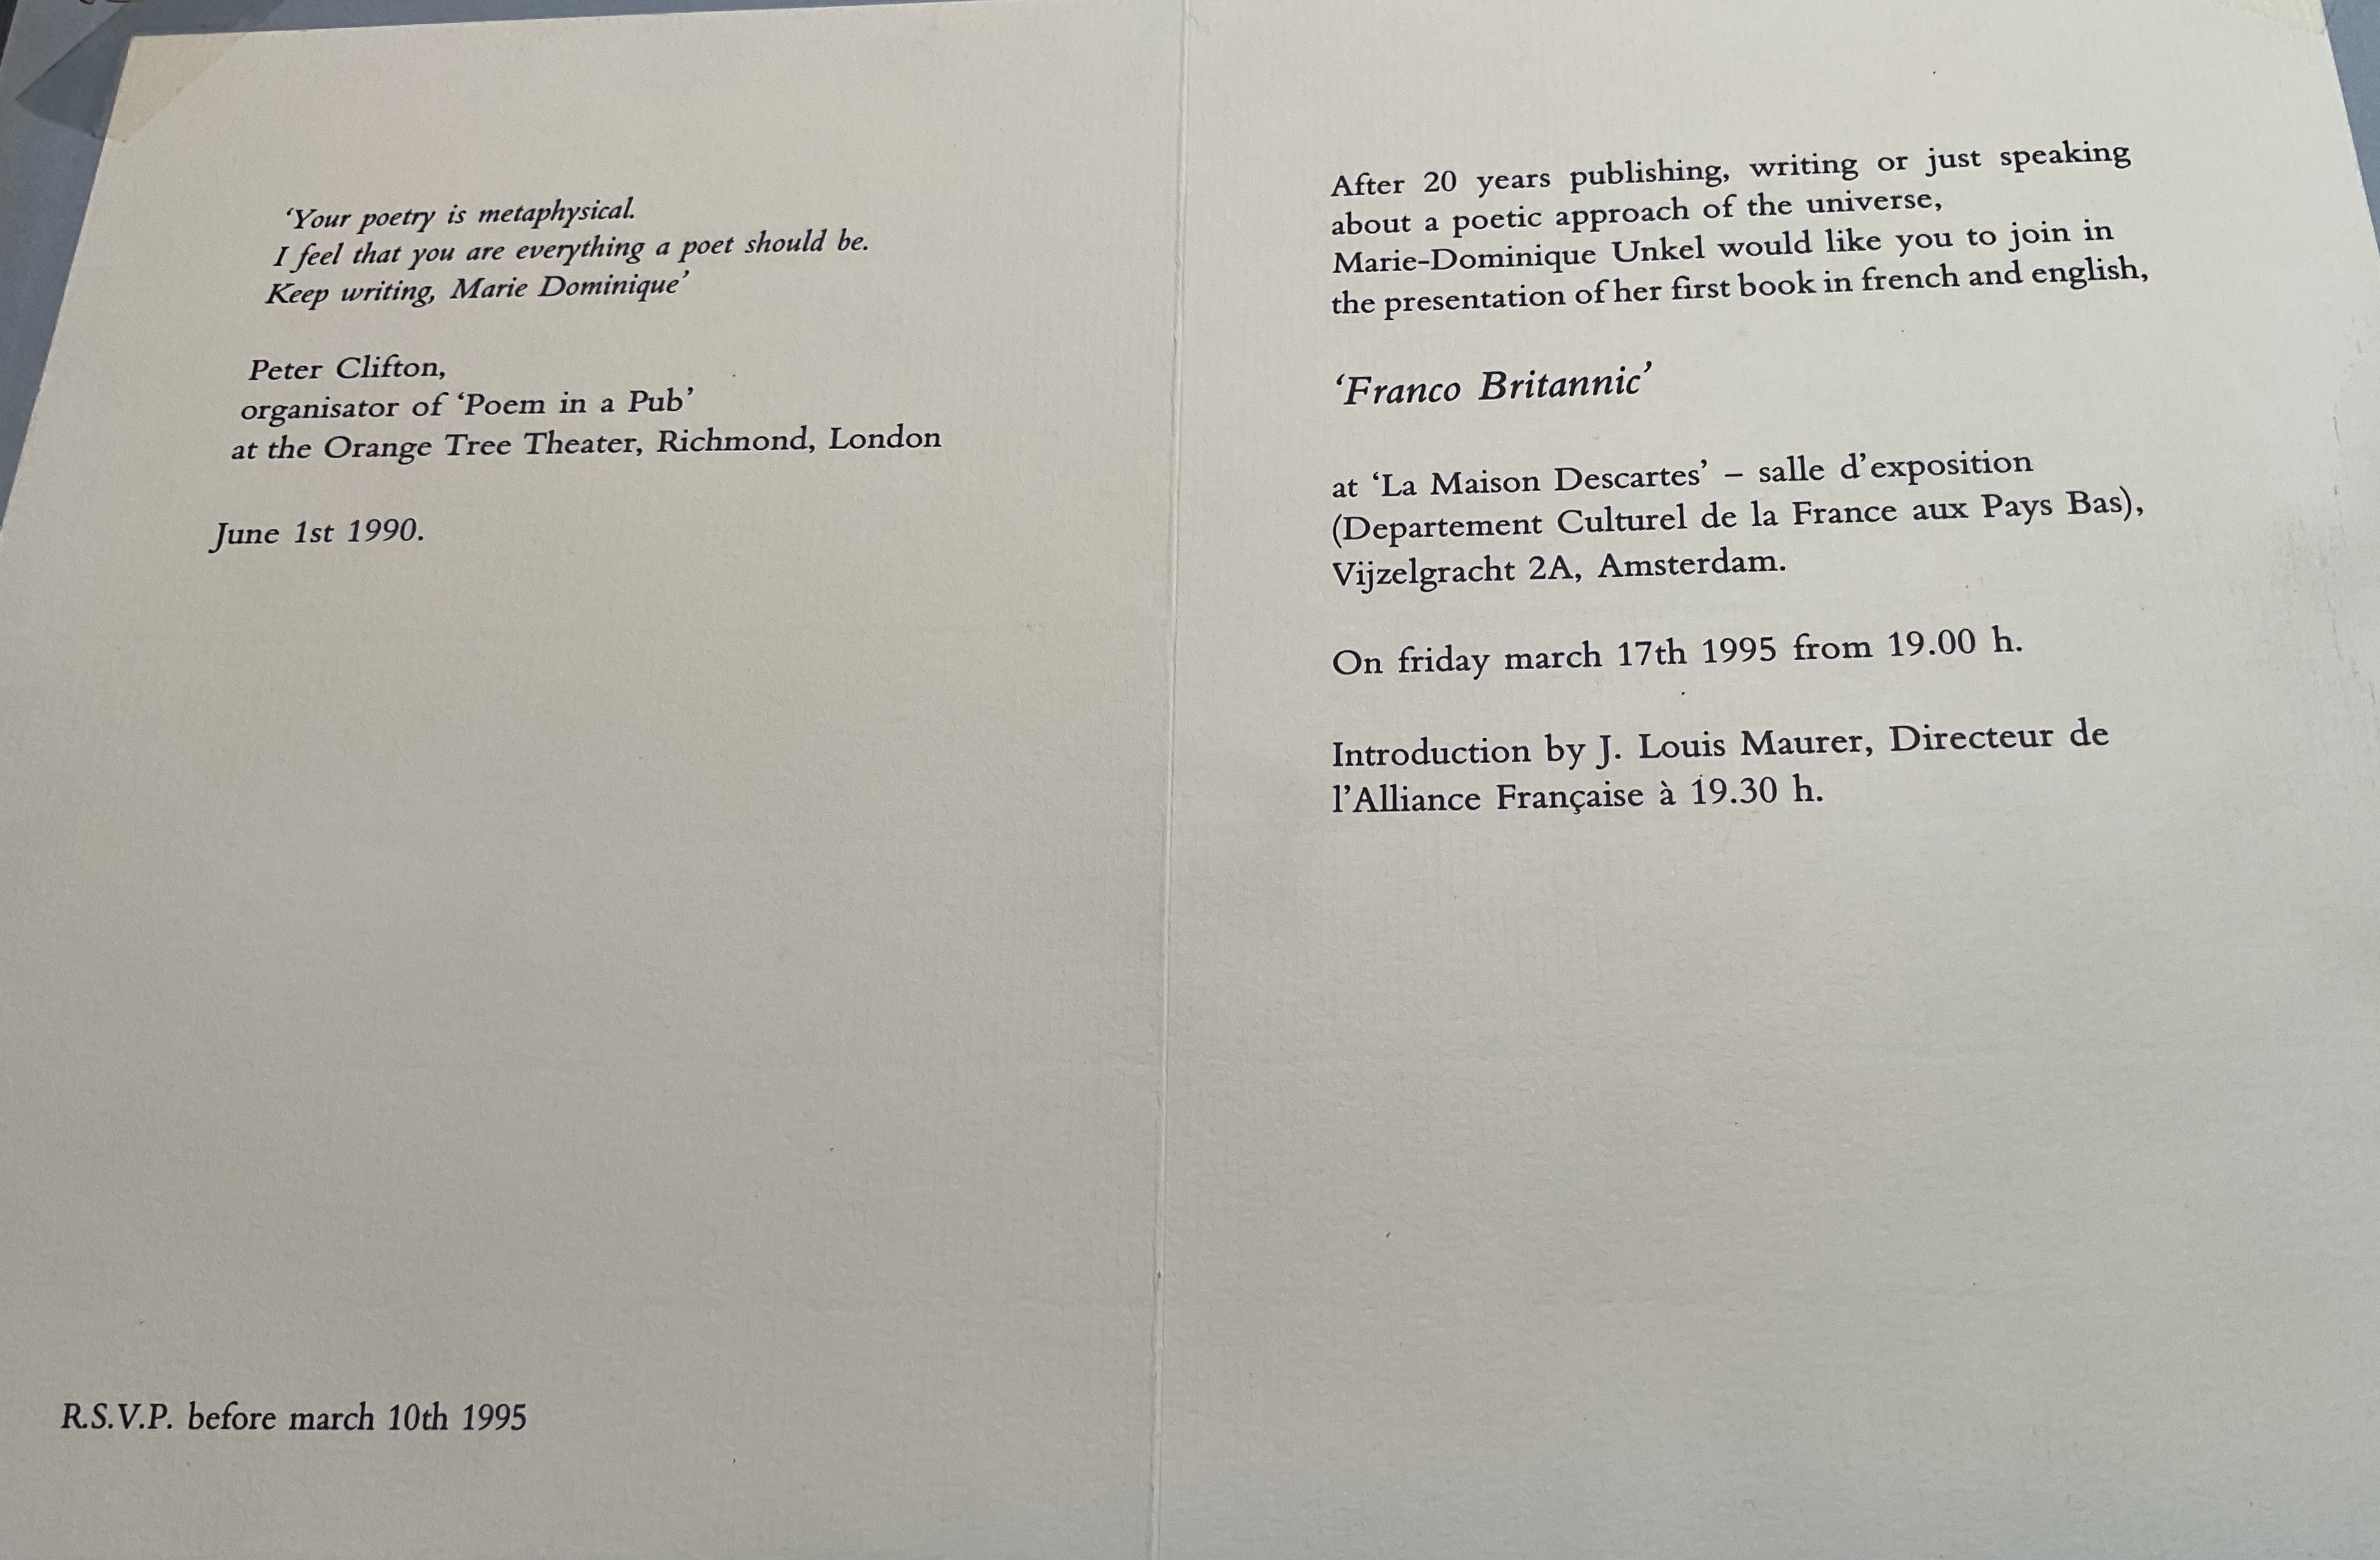 ‘Your poetry is metaphysical.
I feel that you are everything a poet should be.
Keep writing, Marie Dominique’
Peter Clifton,
organisator of ‘Poem in a Pub’
at the Orange Tree Theater, Richmond, London
June 1st 1990.
R.S.V.P. before march 10th 1995
After 20 years publishing, writing or just speaking
about a poetic approach of the universe,
Marie-Dominique Unkel would like you to join in
the presentation of her first book in french and english,
‘Franco Britannic’
at ‘La Maison Descartes’ – salle d’exposition
(Departement Culturel de la France aux Pays Bas),
Vijzelgracht 2A, Amsterdam.
On friday march 17th 1995 from 19.00 h.
Introduction by J. Louis Maurer, Directeur de
l’Alliance Française à 19.30 h.